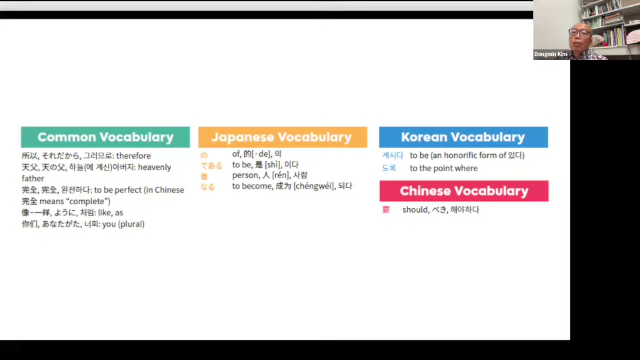 Dongmin Kim
Common Vocabulary
所以, それだから, 그러므로: therefore
天父, 天の父, 하늘(에 계신)아버지: heavenly
father
完全, 完全, 완전하다: to be perfect (in Chinese
完全 means “complete”)
像~一样, ように, 처럼: like, as
你们, あなたがた, 너희: you (plural)
Japanese Vocabulary
の of, 的[·de], 의
である to be, 是 [shì], 이다
者 person, 人 [rén], 사람
なる to become, 成为 [chéngwéi], 되다
Korean Vocabulary
계시다 to be (an honorific form of 있다)
도록 to the point where
Chinese Vocabulary
要 should, べき, 해야하다